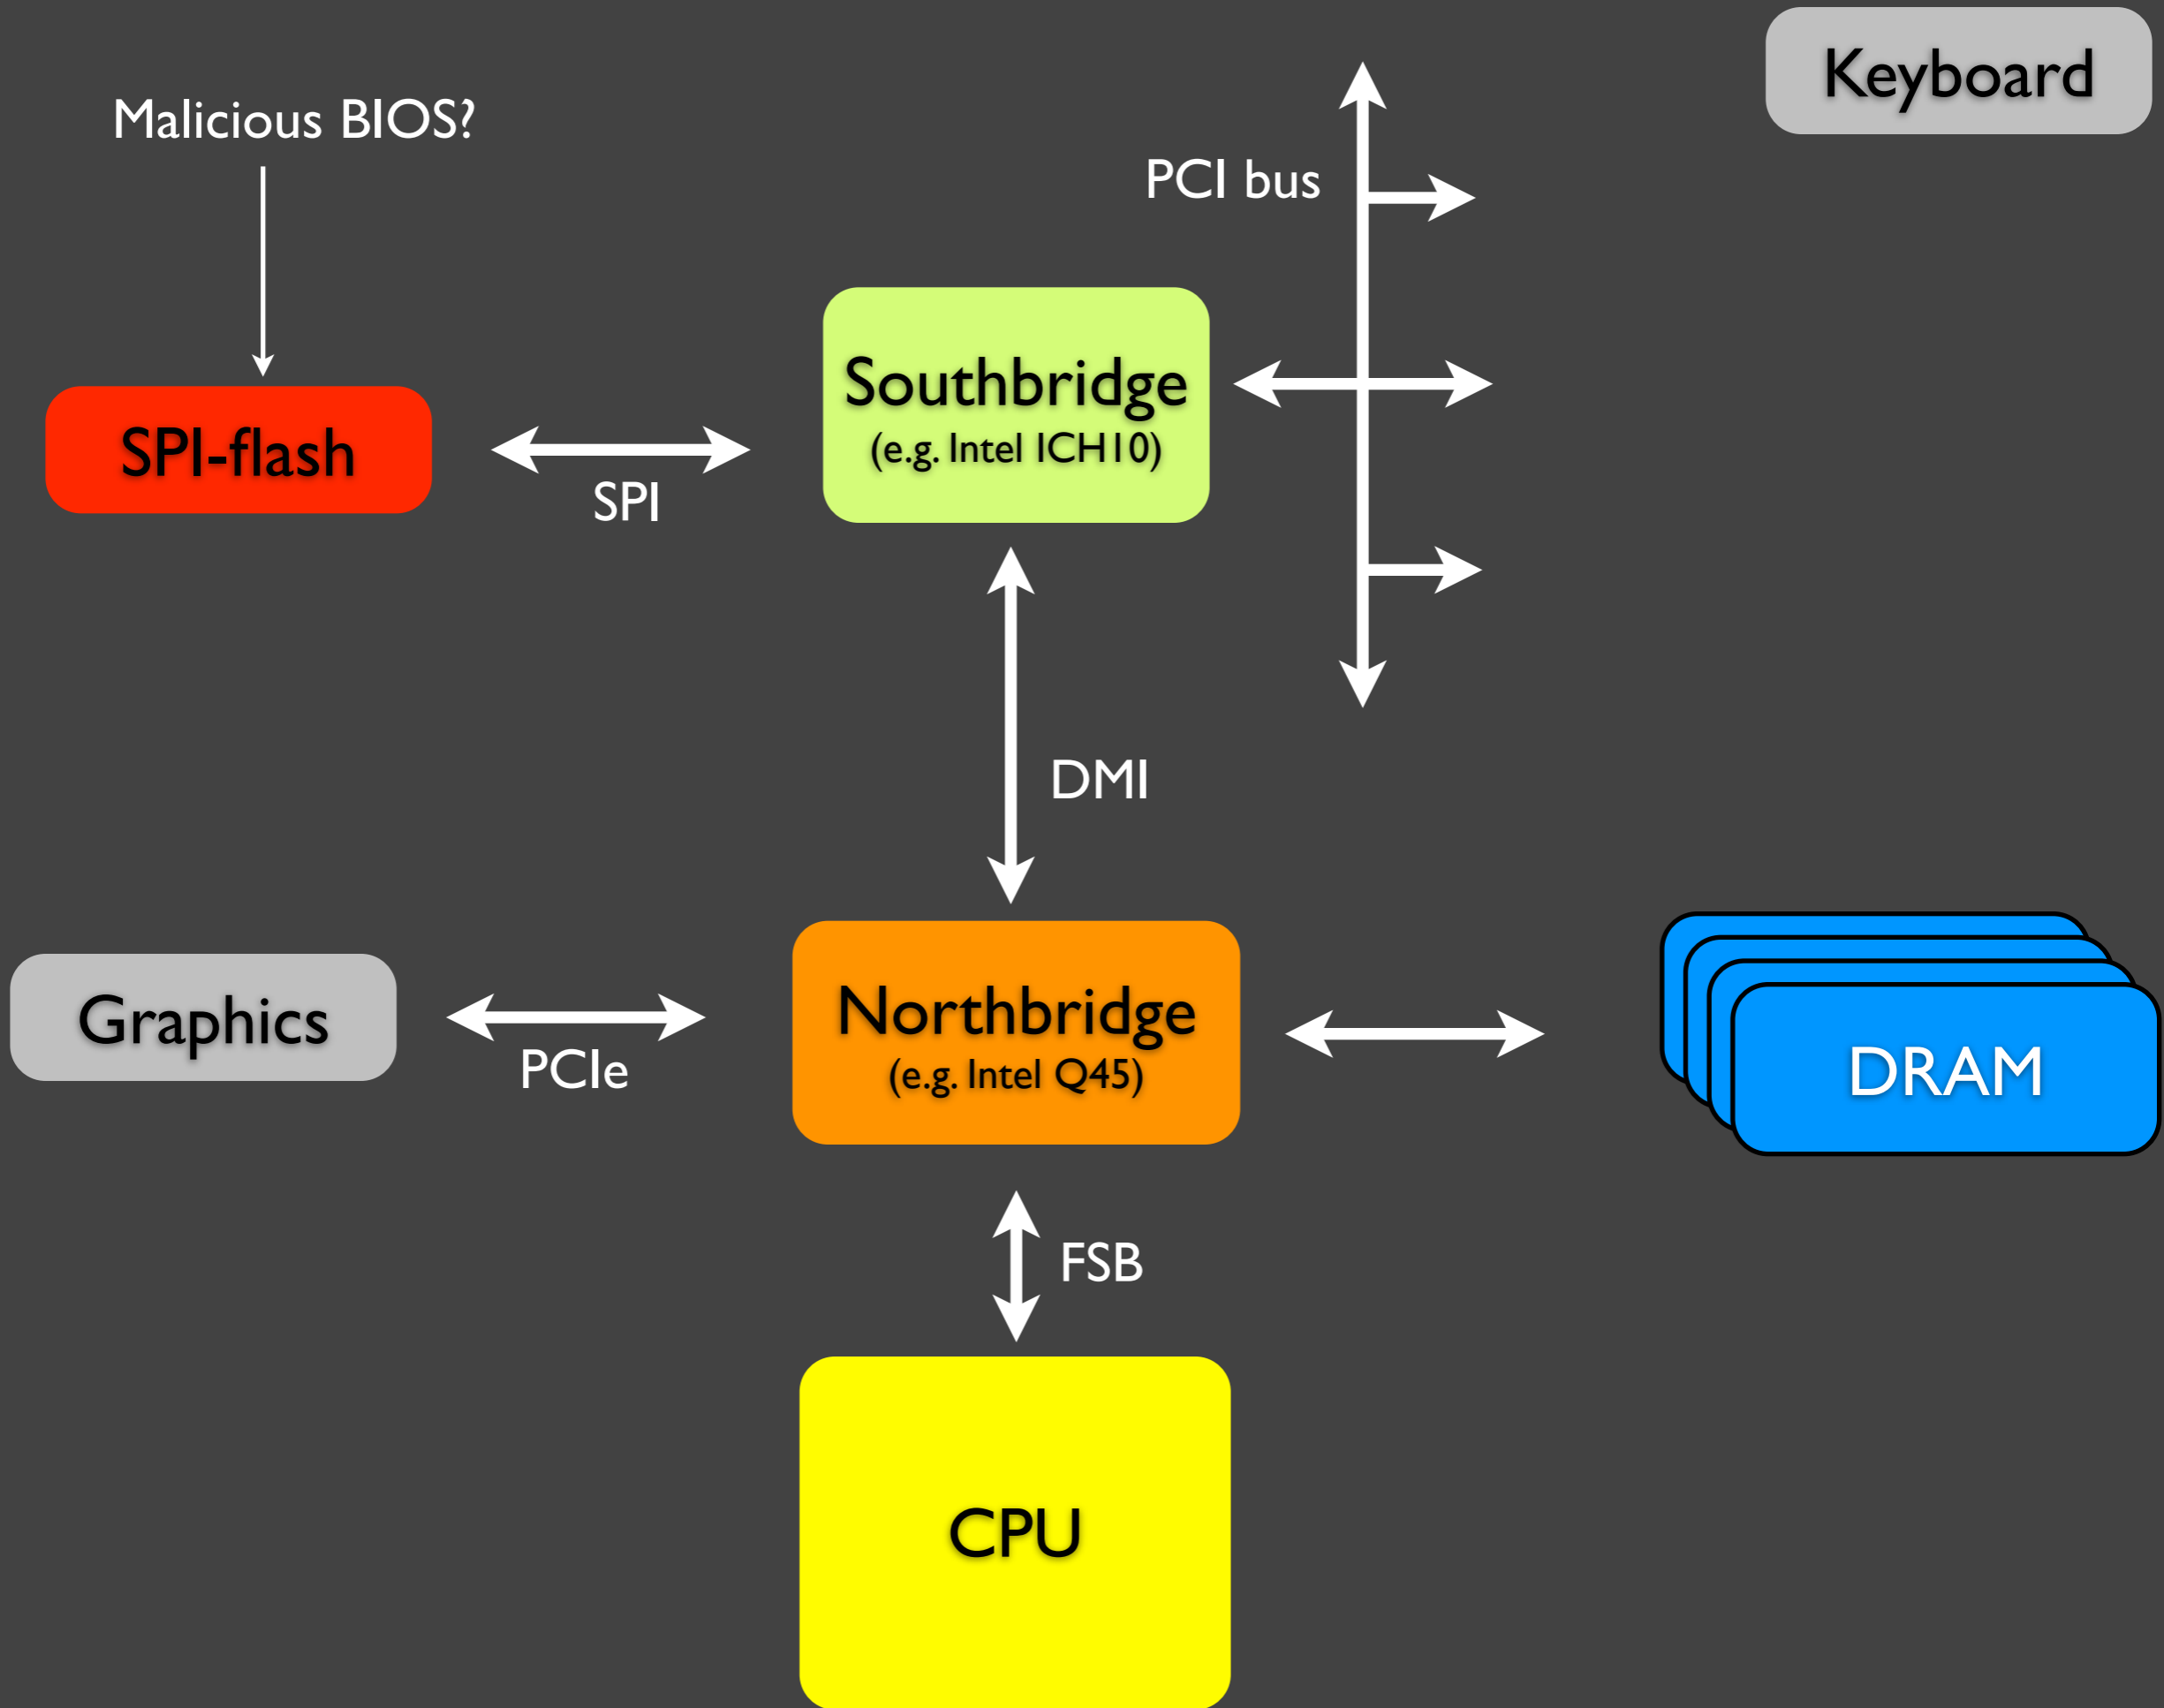 Keyboard
Malicious BIOS?
PCI bus
Southbridge
(e.g. Intel ICH10)
SPI-flash
SPI
DMI
Northbridge
(e.g. Intel Q45)
Graphics
PCIe
DRAM
FSB
CPU